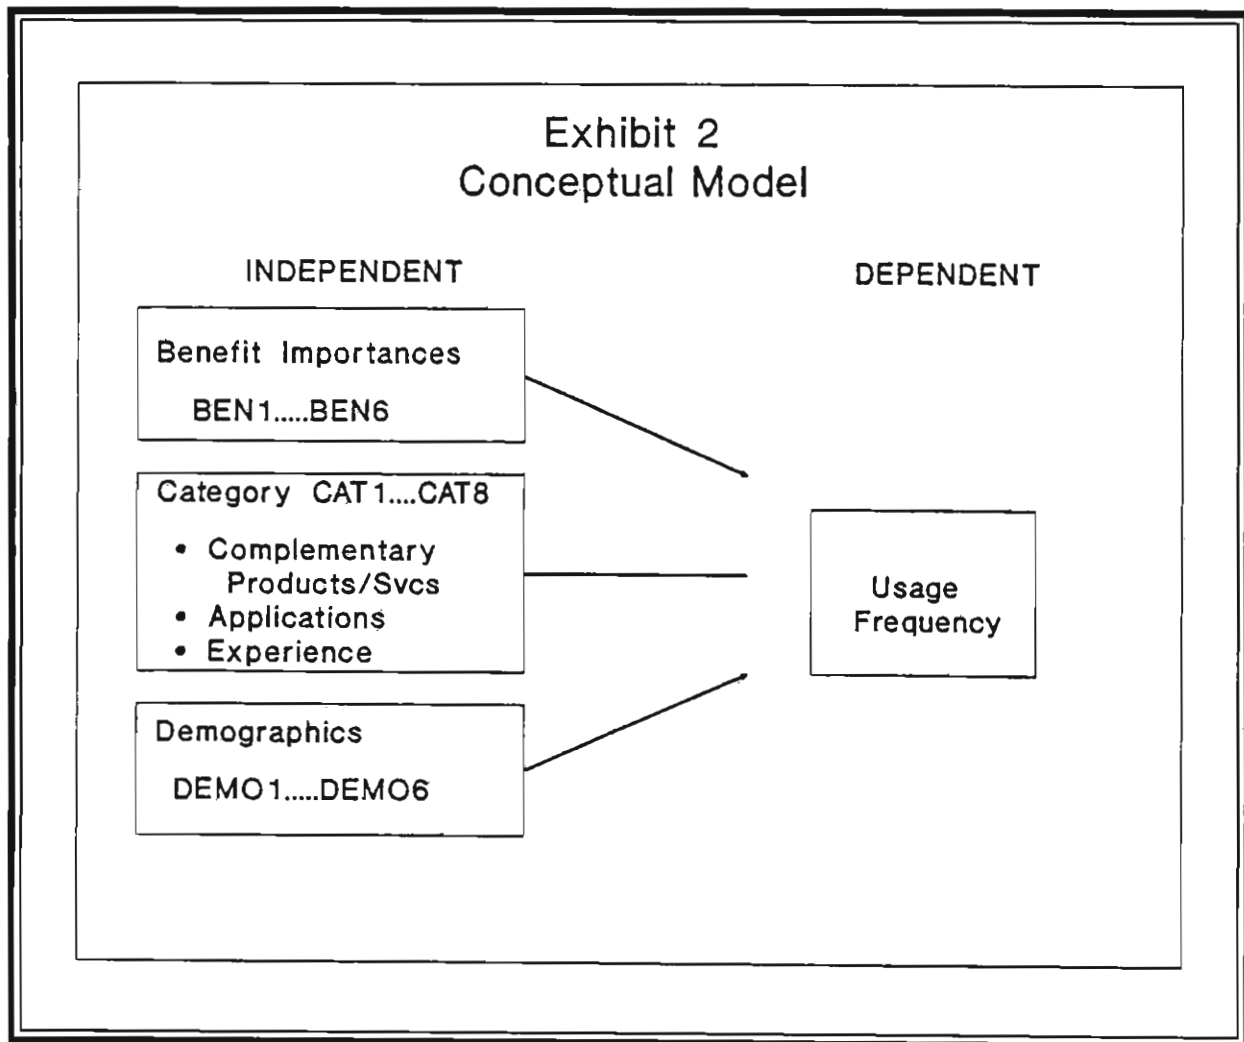 Exhibit 2
Conceptual Model
INDEPENDENT
DEPENDENT
Benefit Importances
BEN1.....BEN6
Category CAT1....CAT8
• Complementary
Products/Svcs
• Applications
• Experience
Demographics
DEMO1.....DEMO6
Usage
Frequency